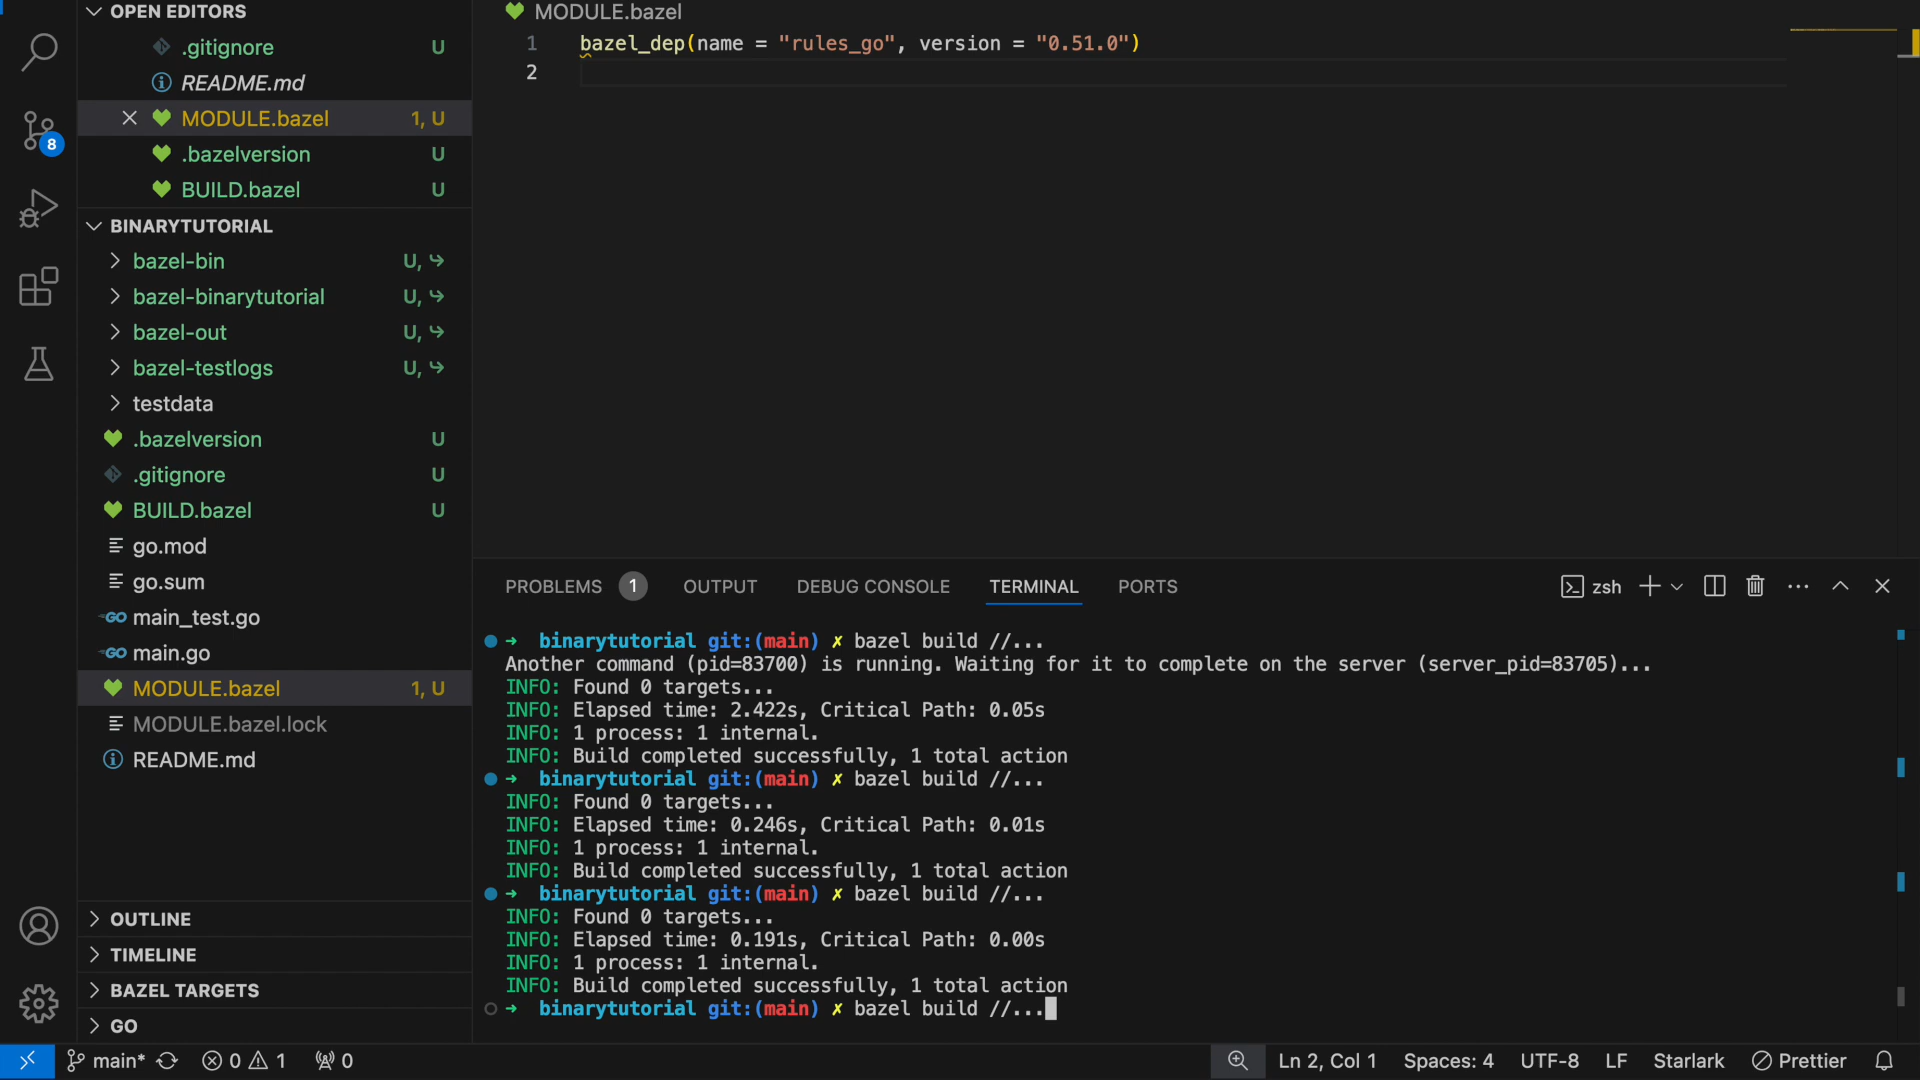 OPEN EDITORS
.gitignore U
README.md
MODULE.bazel 1, U
8
.bazelversion U
BUILD.bazel U
BINARYTUTORIAL
bazel-bin U,
bazel-binarytutorial U,
bazel-out U,
bazel-testlogs U,
testdata
.bazelversion U
.gitignore U
BUILD.bazel U
go.mod
go.sum
GO main_test.go
GO main.go
MODULE.bazel 1, U
MODULE.bazel.lock
README.md
OUTLINE
TIMELINE
BAZEL TARGETS
GO
MODULE.bazel
1 bazel_dep(name = "rules_go", version = "0.51.0")
2
PROBLEMS 1 OUTPUT DEBUG CONSOLE TERMINAL PORTS zsh
➜ binarytutorial git:(main) ✗ bazel build //...
Another command (pid=83700) is running. Waiting for it to complete on the server (server_pid=83705)...
INFO: Found 0 targets...
INFO: Elapsed time: 2.422s, Critical Path: 0.05s
INFO: 1 process: 1 internal.
INFO: Build completed successfully, 1 total action
➜ binarytutorial git:(main) ✗ bazel build //...
INFO: Found 0 targets...
INFO: Elapsed time: 0.246s, Critical Path: 0.01s
INFO: 1 process: 1 internal.
INFO: Build completed successfully, 1 total action
➜ binarytutorial git:(main) ✗ bazel build //...
INFO: Found 0 targets...
INFO: Elapsed time: 0.191s, Critical Path: 0.00s
INFO: 1 process: 1 internal.
INFO: Build completed successfully, 1 total action
➜ binarytutorial git:(main) ✗ bazel build //...
main* 0 1 0 Ln 2, Col 1 Spaces: 4 UTF-8 LF Starlark Prettier